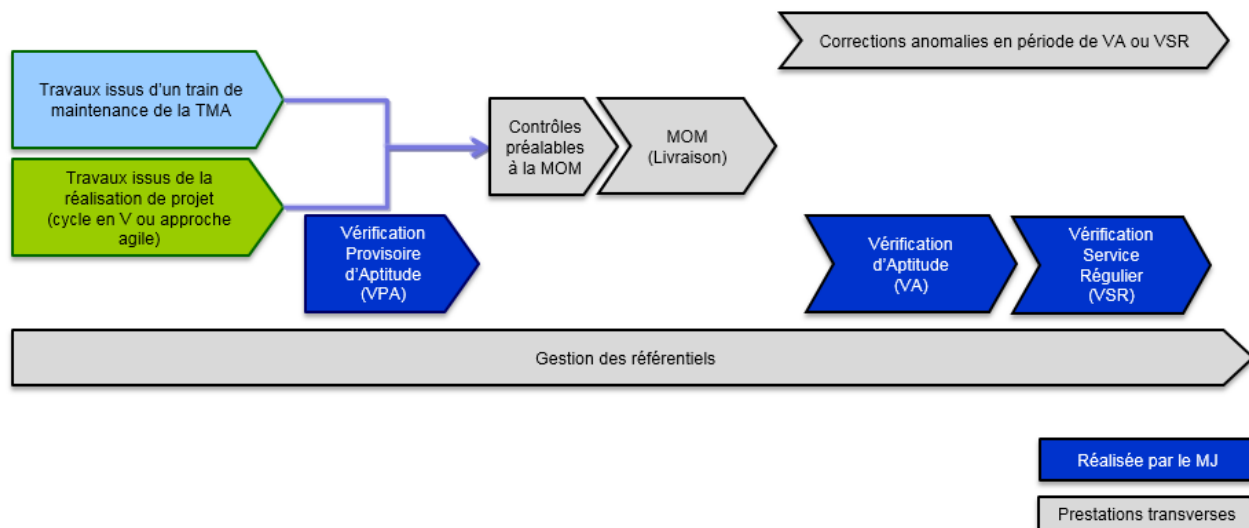 Corrections anomalies en période de VA ou VSR
Travaux issus d'un train de
maintenance de la TMA
Contrôles
préalables
à la MOM
MOM
(Livraison)
Travaux issus de la
réalisation de projet
(cycle en V ou approche
agile)
Vérification
Provisoire
d'Aptitude
(VPA)
Vérification
d'Aptitude
(VA)
Vérification
Service
Régulier
(VSR)
Gestion des référentiels
Réalisée par le MJ
Prestations transverses